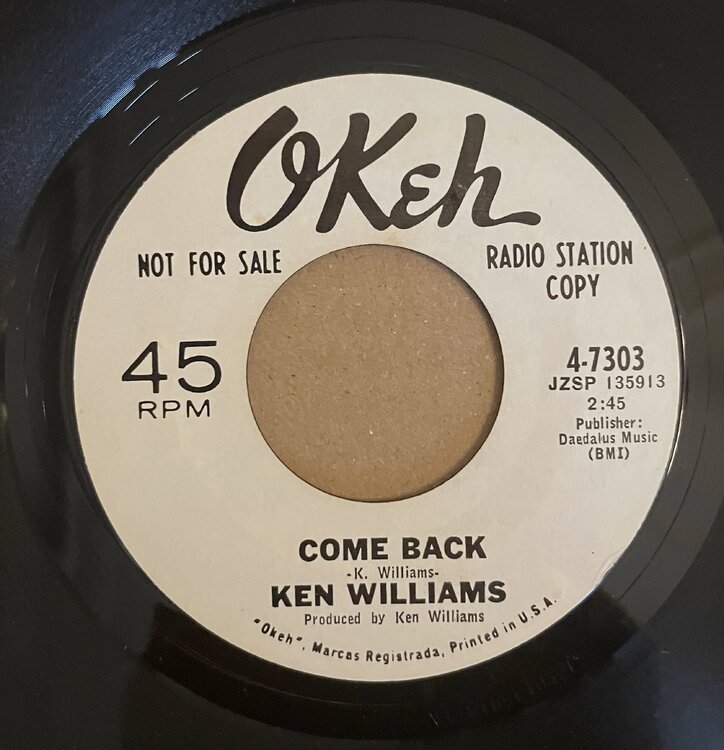 OKeh
NOT FOR SALE
RADIO STATION
COPY
45
RPM
4-7303
JZSP 135913
2:45
Publisher:
Daedalus Music
(BMI)
COME BACK
-K. Williams-
KEN WILLIAMS
Produced by Ken Williams
"Okeh", Marcas Registrada, Printed in U.S.A.